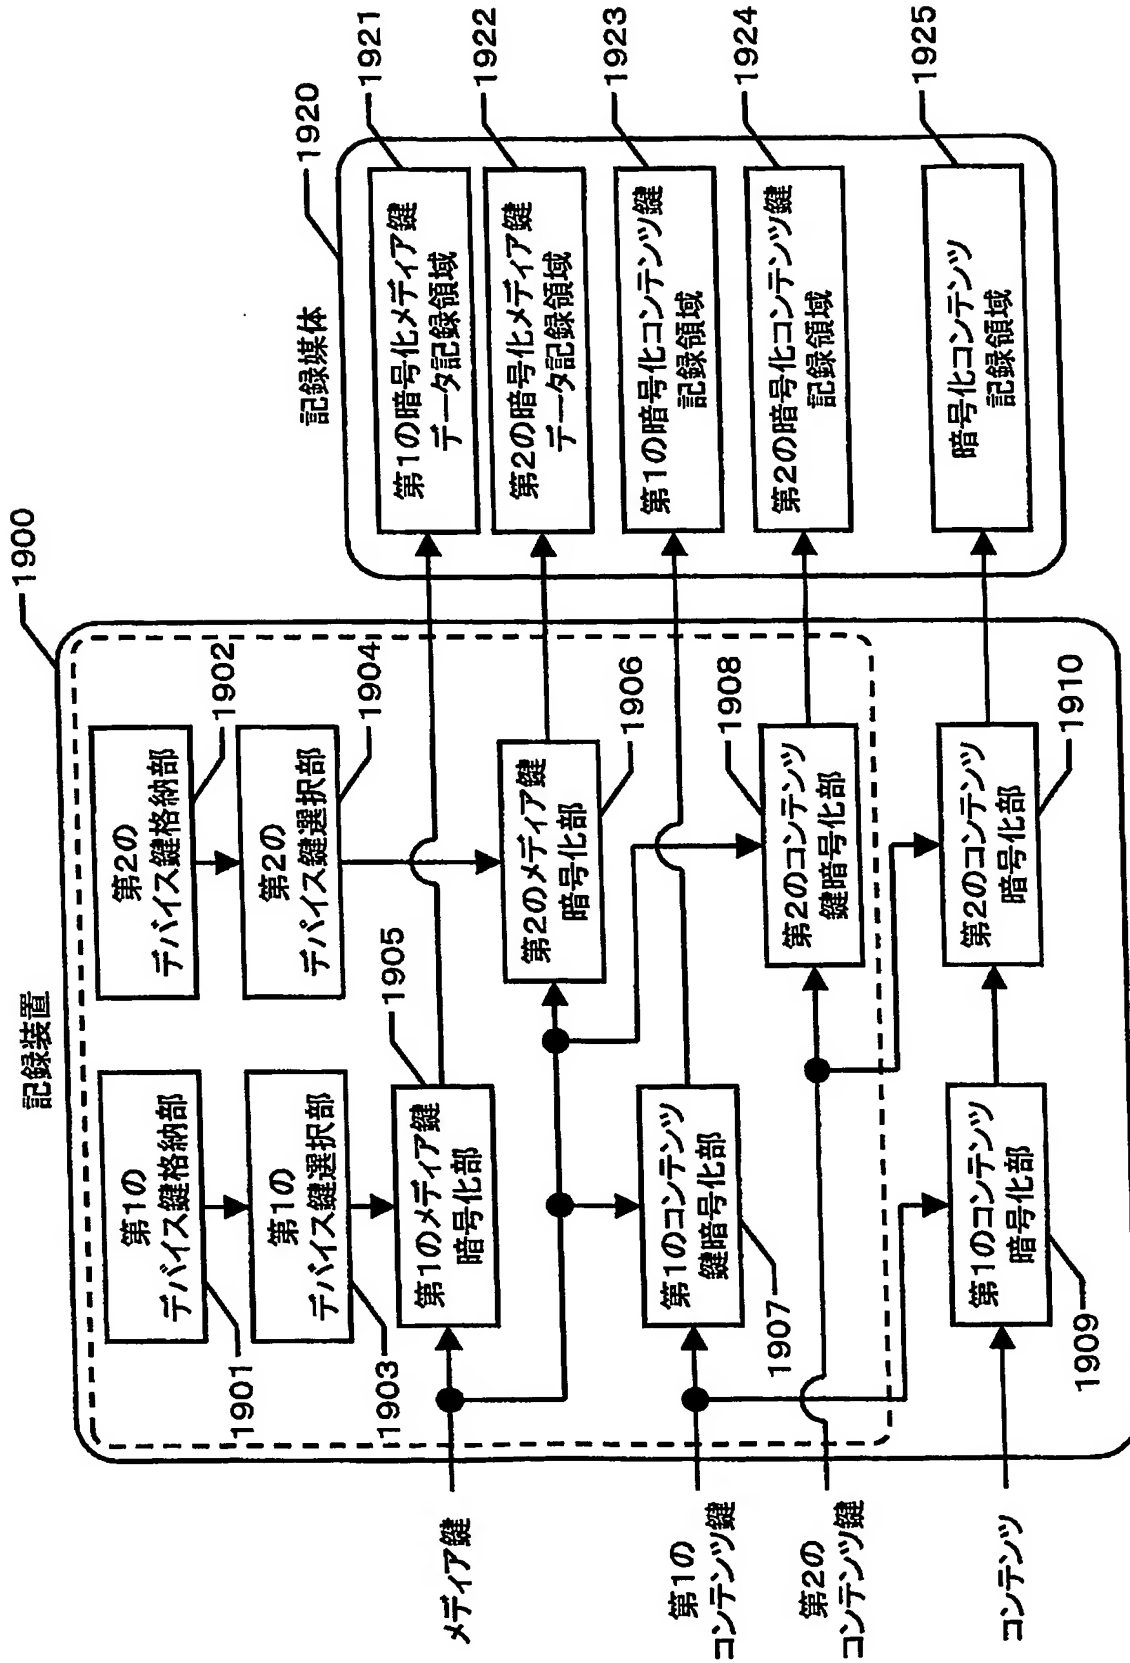 記録装置
1900
第1の
デバイス鍵格納部
1901
第2の
デバイス鍵格納部
1902
第1の
デバイス鍵選択部
1903
第2の
デバイス鍵選択部
1904
メディア鍵
第1のメディア鍵
暗号化部
1905
第2のメディア鍵
暗号化部
1906
第1の
コンテンツ鍵
第1のコンテンツ
鍵暗号化部
1907
第2の
コンテンツ鍵
第2のコンテンツ
鍵暗号化部
1908
コンテンツ
第1のコンテンツ
暗号化部
1909
第2のコンテンツ
暗号化部
1910
記録媒体
1920
第1の暗号化メディア鍵
データ記録領域
1921
第2の暗号化メディア鍵
データ記録領域
1922
第1の暗号化コンテンツ鍵
記録領域
1923
第2の暗号化コンテンツ鍵
記録領域
1924
暗号化コンテンツ
記録領域
1925